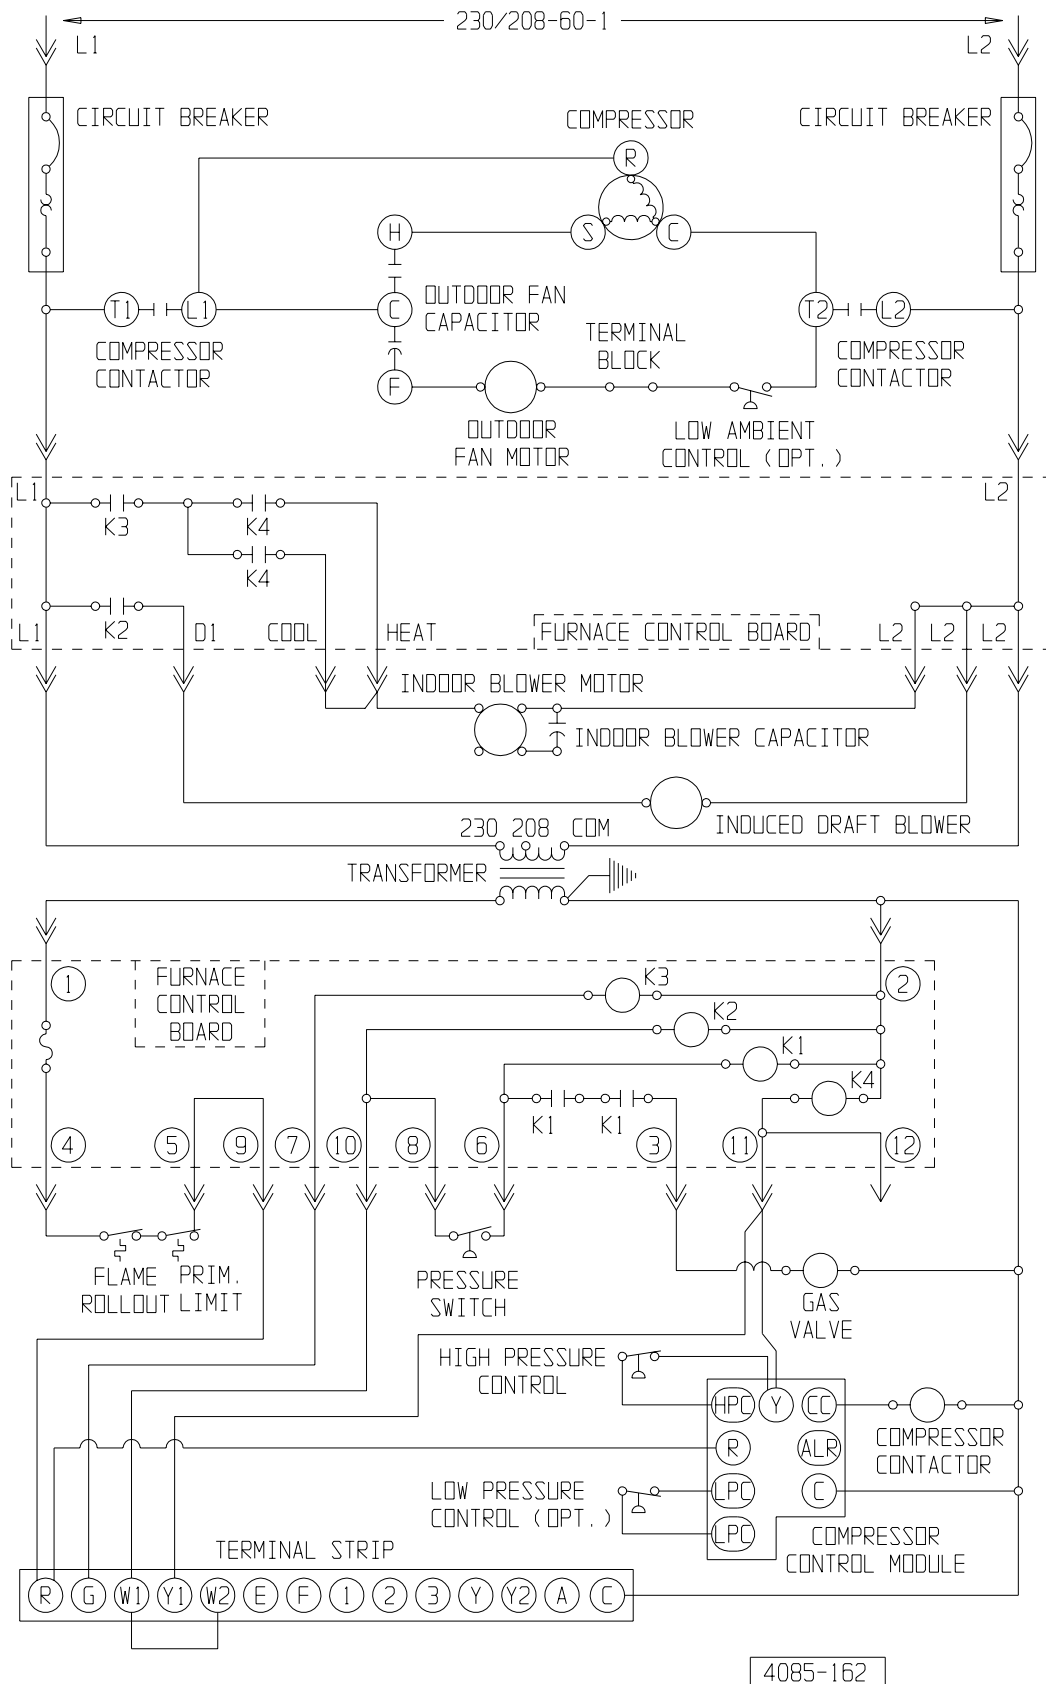 230/208-60-1
L1
L2
CIRCUIT BREAKER
COMPRESSOR
CIRCUIT BREAKER
R
H
S
C
T1
L1
C
OUTDOOR FAN
CAPACITOR
T2
L2
COMPRESSOR
CONTACTOR
TERMINAL
BLOCK
COMPRESSOR
CONTACTOR
F
OUTDOOR
FAN MOTOR
LOW AMBIENT
CONTROL (OPT.)
L1
L2
K3
K4
K4
L1
K2
D1
COOL
HEAT
FURNACE CONTROL BOARD
L2
L2
L2
INDOOR BLOWER MOTOR
INDOOR BLOWER CAPACITOR
INDUCED DRAFT BLOWER
230 208 COM
TRANSFORMER
1
FURNACE
CONTROL
BOARD
K3
2
K2
K1
K4
K1
K1
4
5
9
7
10
8
6
3
11
12
FLAME
ROLLOUT
PRIM.
LIMIT
PRESSURE
SWITCH
GAS
VALVE
HIGH PRESSURE
CONTROL
HPC
Y
CC
COMPRESSOR
CONTACTOR
R
ALR
LOW PRESSURE
CONTROL (OPT.)
LPC
C
LPC
COMPRESSOR
CONTROL MODULE
TERMINAL STRIP
R G W1 Y1 W2 E F 1 2 3 Y Y2 A C
4085-162